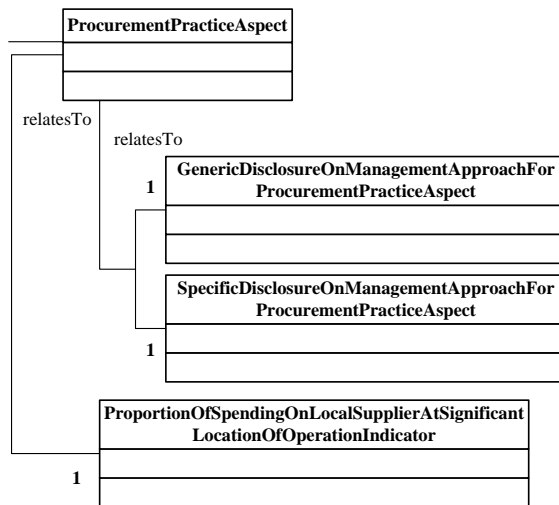 ProcurementPracticeAspect
relatesTo
relatesTo
1
GenericDisclosureOnManagementApproachFor
ProcurementPracticeAspect
SpecificDisclosureOnManagementApproachFor
ProcurementPracticeAspect
1
ProportionOfSpendingOnLocalSupplierAtSignificant
LocationOfOperationIndicator
1